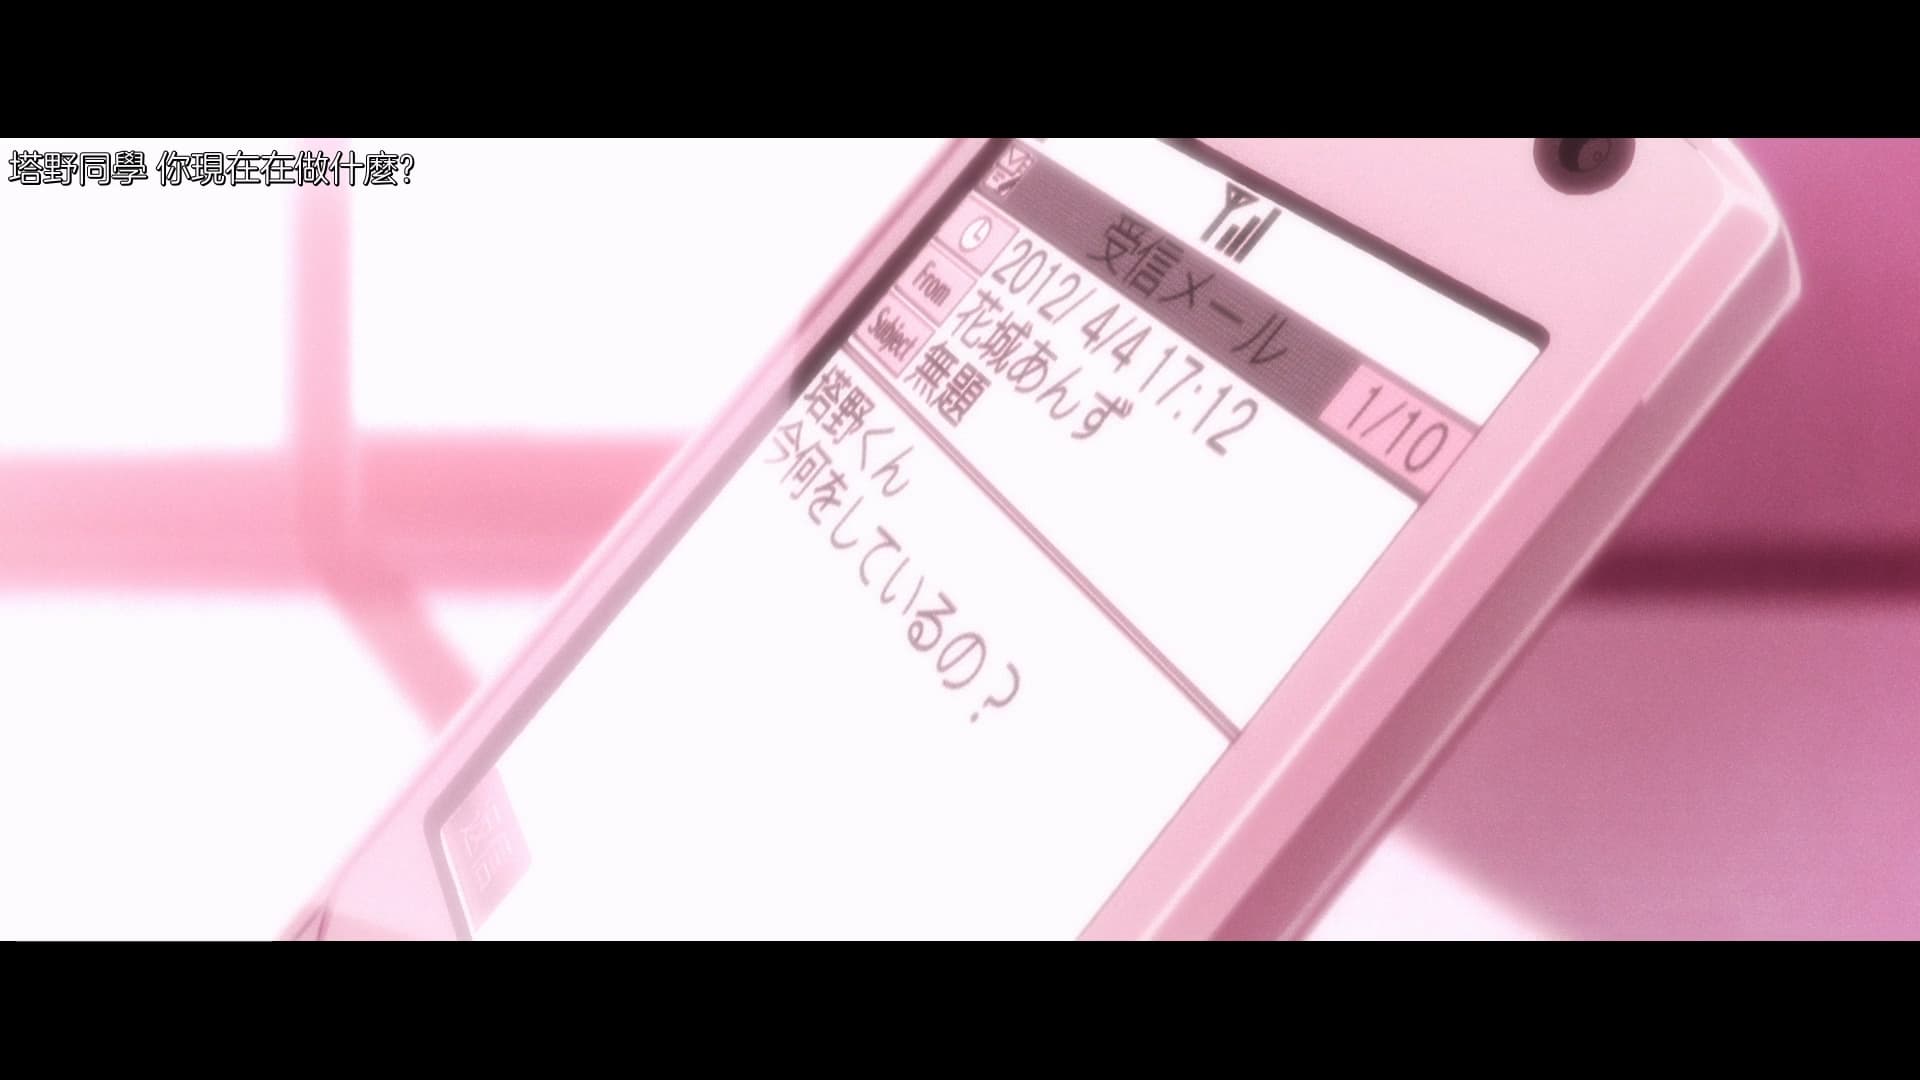 塔野同學 你現在在做什麼?
受信メール 1/10
2012/ 4/4 17:12
From 花城あんず
Subject 無題
塔野くん
今何をしているの？